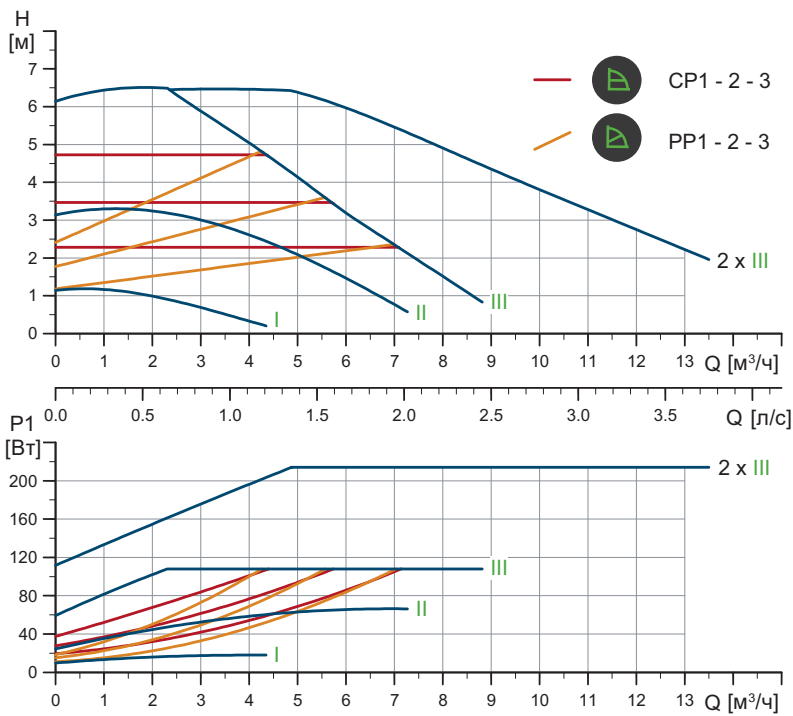 H
[м]
7
CP1 - 2 - 3
6
PP1 - 2 - 3
5
4
3
2
2 x III
1
I
II
III
0
0 1 2 3 4 5 6 7 8 9 10 11 12 13 Q [м³/ч]
0.0 0.5 1.0 1.5 2.0 2.5 3.0 3.5 Q [л/с]
P1
[Вт]
2 x III
200
160
120
III
80
II
40
I
0
0 1 2 3 4 5 6 7 8 9 10 11 12 13 Q [м³/ч]